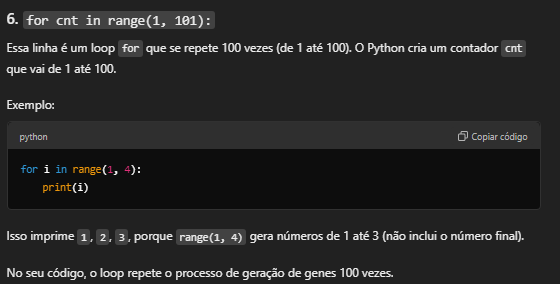 6. for cnt in range(1, 101):
Essa linha é um loop for que se repete 100 vezes (de 1 até 100). O Python cria um contador cnt
que vai de 1 até 100.
Exemplo:
python
Copiar código
for i in range(1, 4):
    print(i)
Isso imprime 1, 2, 3, porque range(1, 4) gera números de 1 até 3 (não inclui o número final).
No seu código, o loop repete o processo de geração de genes 100 vezes.